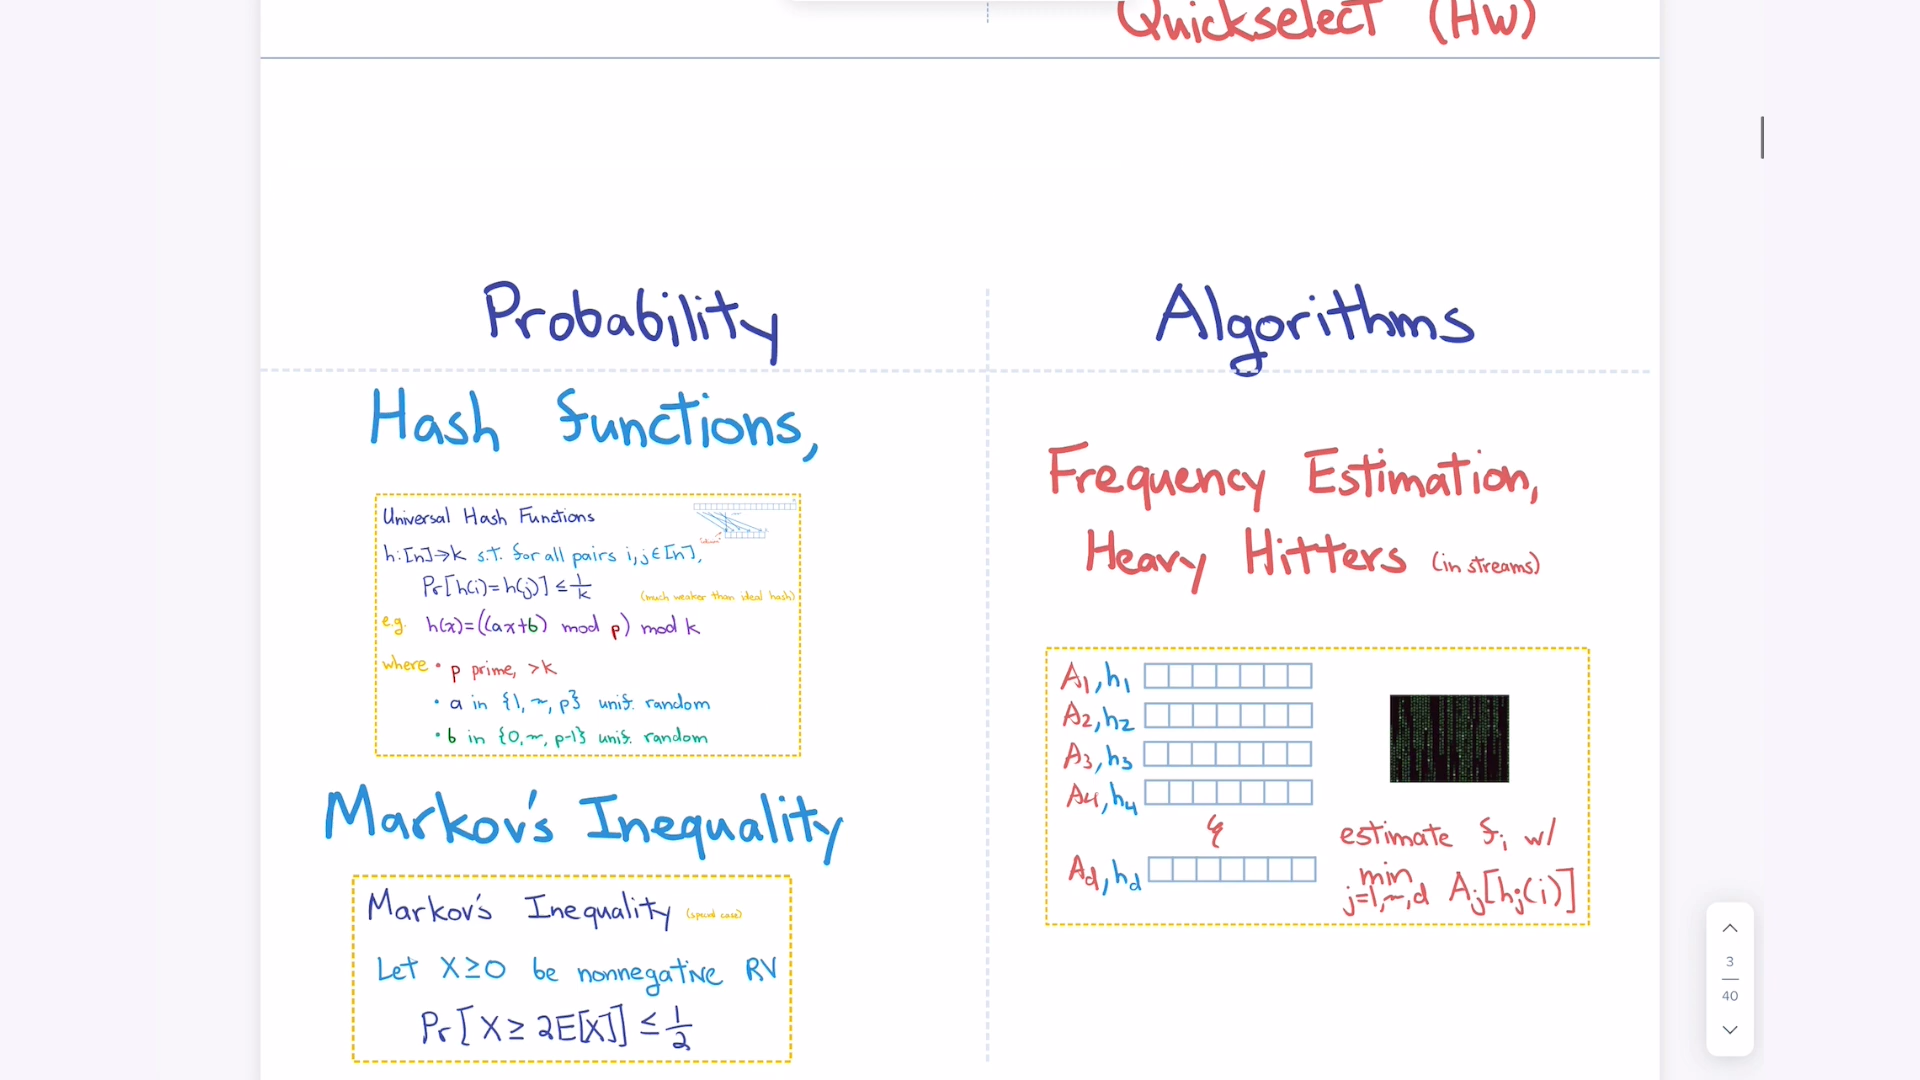 Quickselect (HW)
Probability
Algorithms
Hash functions,
Universal Hash Functions
h:[n]→k s.t. for all pairs i,j∈[n],
Pr[h(i)=h(j)] ≤ 1/k
(much weaker than ideal hash)
e.g. h(x)=((ax+b) mod p) mod k
where • p prime, >k
• a in {1,~,p} unif. random
• b in {0,~,p-1} unif. random
Markov's Inequality
Markov's Inequality (special case)
Let X≥0 be nonnegative RV
Pr[X≥2E[X]] ≤ 1/2
Frequency Estimation,
Heavy Hitters (in streams)
A1,h1
A2,h2
A3,h3
A4,h4
Ad,hd
estimate fi w/
min j=1,~,d Aj[hj(i)]
3
40